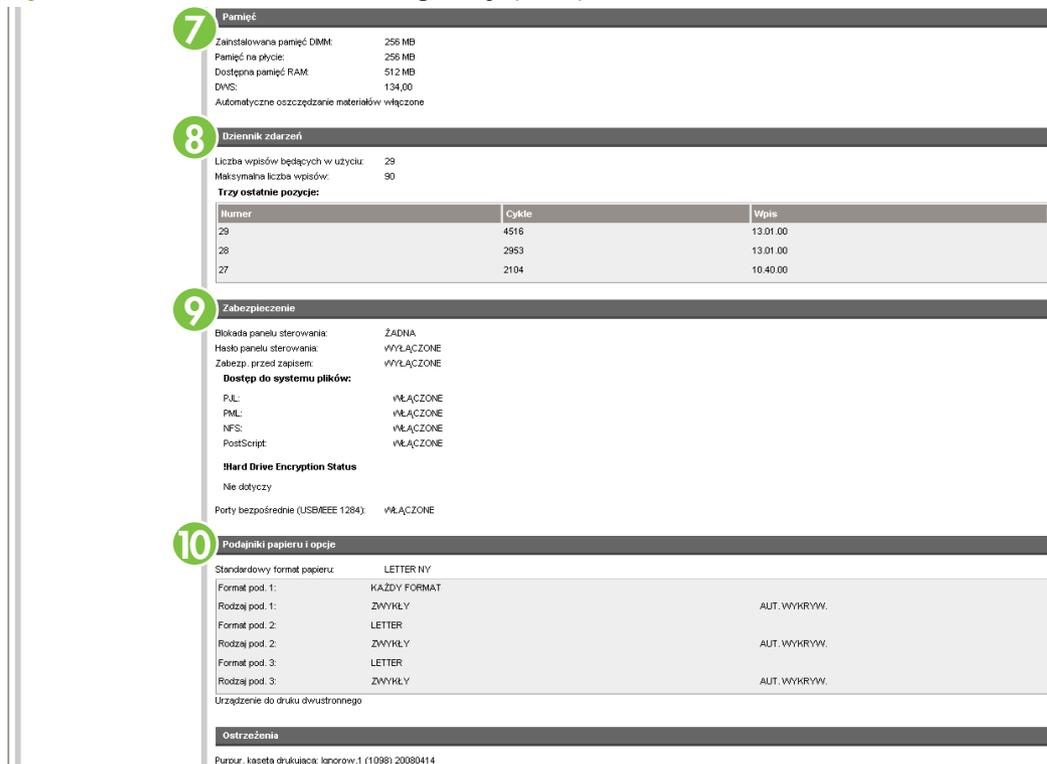 7 Pamięć
Zainstalowana pamięć DIMM: 256 MB
Pamięć na płycie: 256 MB
Dostępna pamięć RAM: 512 MB
DWS: 134,00
Automatyczne oszczędzanie materiałów włączone
8 Dziennik zdarzeń
Liczba wpisów będących w użyciu: 29
Maksymalna liczba wpisów: 90
Trzy ostatnie pozycje:
Numer Cykle Wpis
29 4516 13.01.00
28 2953 13.01.00
27 2104 10.40.00
9 Zabezpieczenie
Blokada panelu sterowania: ŻADNA
Hasło panelu sterowania: WYŁĄCZONE
Zabezp. przed zapisem: WYŁĄCZONE
Dostęp do systemu plików:
PJL: WŁĄCZONE
PML: WŁĄCZONE
NFS: WŁĄCZONE
PostScript: WŁĄCZONE
!Hard Drive Encryption Status
Nie dotyczy
Porty bezpośrednie (USB/IEEE 1284): WŁĄCZONE
10 Podajniki papieru i opcje
Standardowy format papieru: LETTER NY
Format pod. 1: KAŻDY FORMAT
Rodzaj pod. 1: ZWYKŁY AUT. WYKRYW.
Format pod. 2: LETTER
Rodzaj pod. 2: ZWYKŁY AUT. WYKRYW.
Format pod. 3: LETTER
Rodzaj pod. 3: ZWYKŁY AUT. WYKRYW.
Urządzenie do druku dwustronnego
Ostrzeżenia
Purpur. kaseta drukująca: Ignorow.1 (1098) 20080414